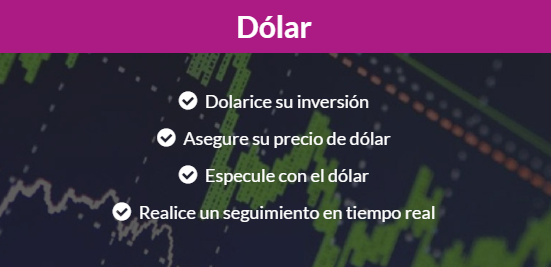 Dólar
Dolarice su inversión
Asegure su precio de dólar
Especule con el dólar
Realice un seguimiento en tiempo real